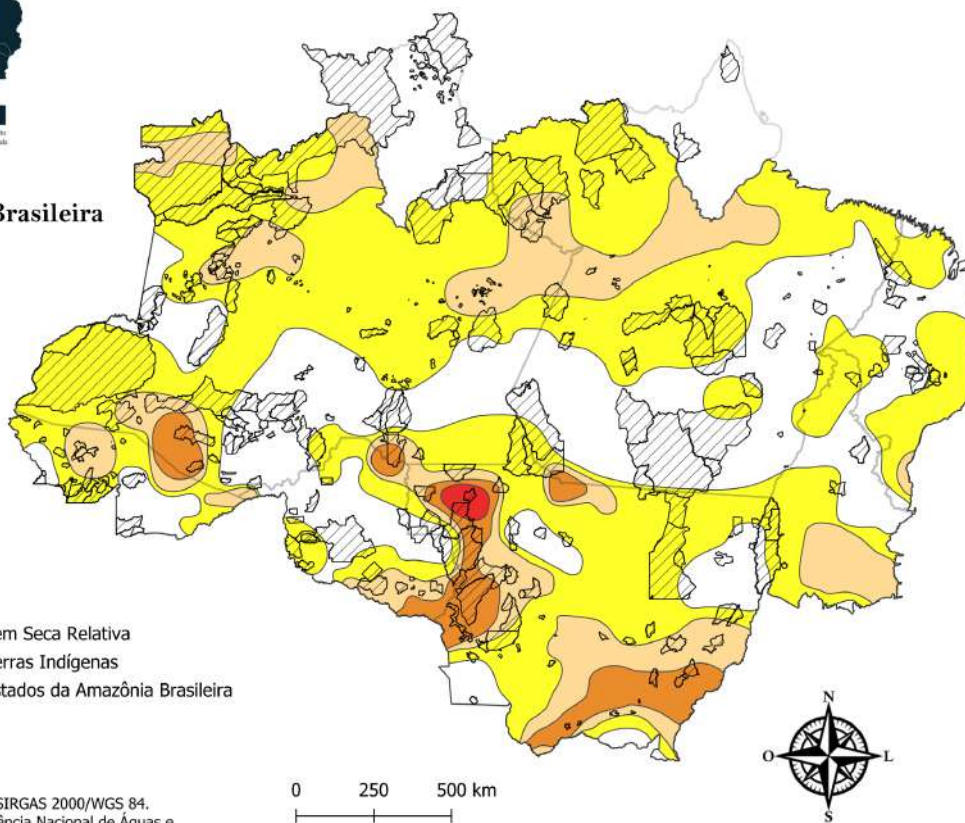 Brasileira
em Seca Relativa
erras Indígenas
stados da Amazônia Brasileira
0 250 500 km
SIRGAS 2000/WGS 84.
ência Nacional de Águas e
N
O L
S